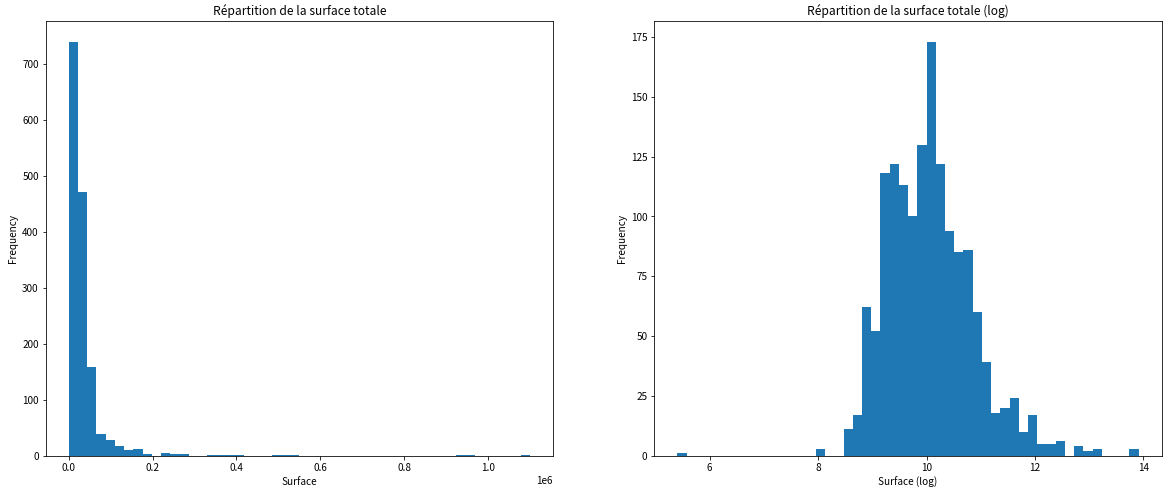 Répartition de la surface totale
700
600
500
400
300
200
100
0
Frequency
0.0 0.2 0.4 0.6 0.8 1.0
1e6
Surface
Répartition de la surface totale (log)
175
150
125
100
75
50
25
0
Frequency
6 8 10 12 14
Surface (log)